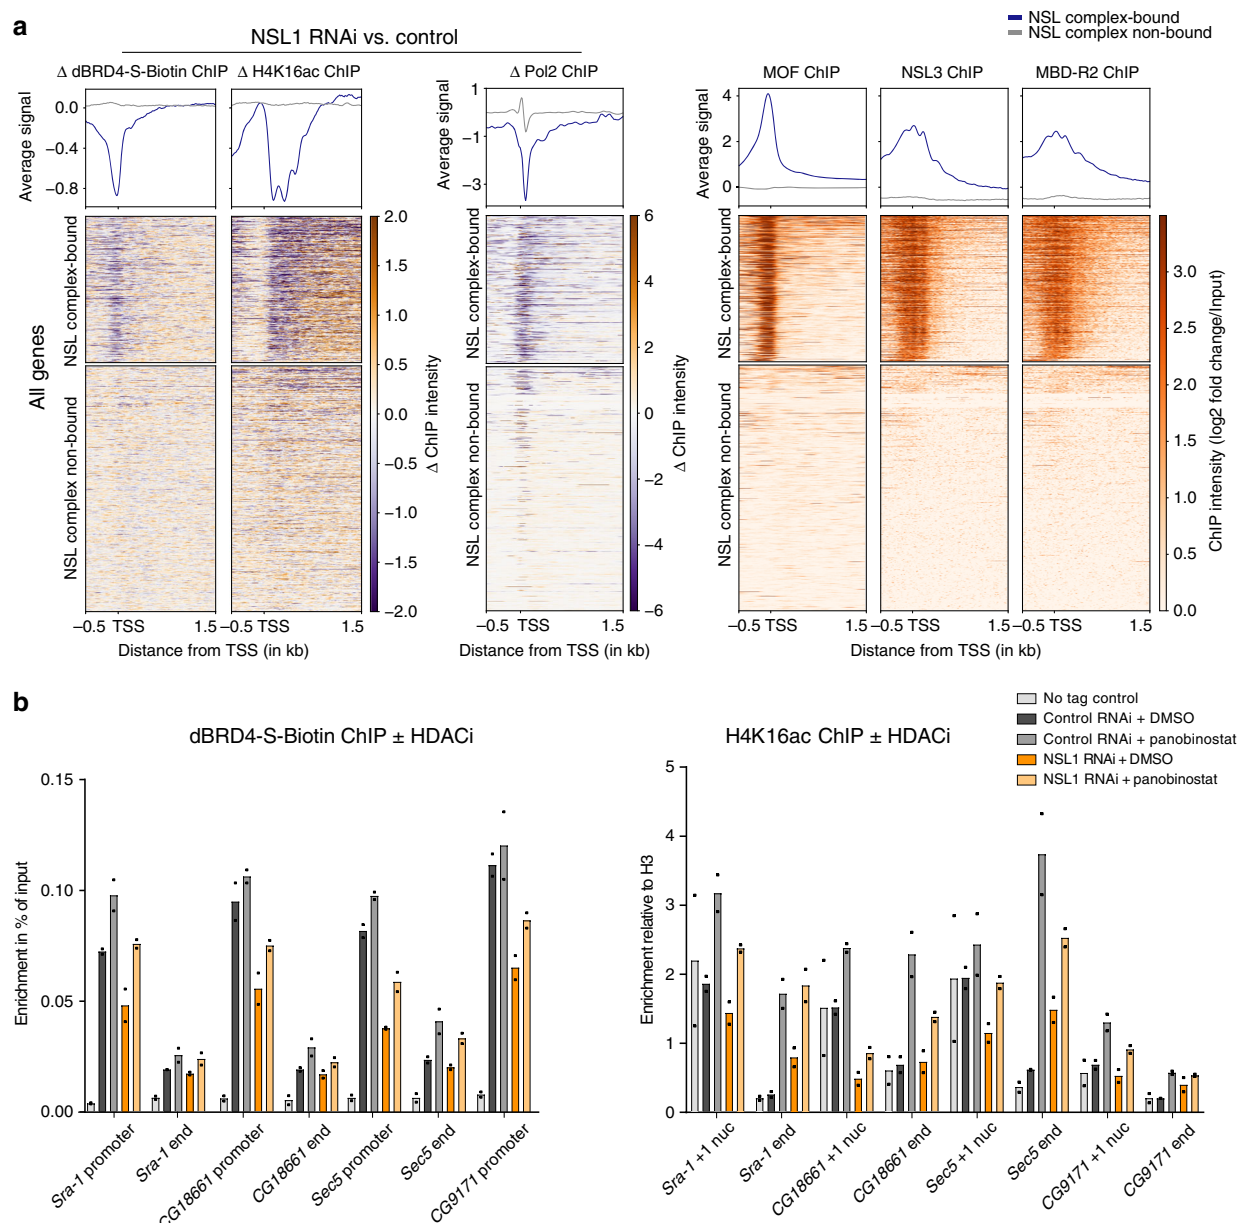 a
NSL complex-bound
NSL complex non-bound
NSL1 RNAi vs. control
Δ dBRD4-S-Biotin ChIP
Δ H4K16ac ChIP
Δ Pol2 ChIP
MOF ChIP
NSL3 ChIP
MBD-R2 ChIP
Average signal
0.0
−0.4
−0.8
Average signal
1
−1
−3
Average signal
4
2
0
All genes
NSL complex-bound
NSL complex non-bound
2.0
1.5
1.0
0.5
0.0
−0.5
−1.0
−1.5
−2.0
Δ ChIP intensity
NSL complex-bound
NSL complex non-bound
6
4
2
0
−2
−4
−6
Δ ChIP intensity
NSL complex-bound
NSL complex non-bound
3.0
2.5
2.0
1.5
1.0
0.5
0.0
ChIP intensity (log2 fold change/Input)
−0.5 TSS 1.5
−0.5 TSS 1.5
−0.5 TSS 1.5
−0.5 TSS 1.5
−0.5 TSS 1.5
−0.5 TSS 1.5
Distance from TSS (in kb)
Distance from TSS (in kb)
Distance from TSS (in kb)
b
No tag control
Control RNAi + DMSO
Control RNAi + panobinostat
NSL1 RNAi + DMSO
NSL1 RNAi + panobinostat
dBRD4-S-Biotin ChIP ± HDACi
Enrichment in % of input
0.15
0.10
0.05
0.00
Sra-1 promoter
Sra-1 end
CG18661 promoter
CG18661 end
Sec5 promoter
Sec5 end
CG9171 promoter
H4K16ac ChIP ± HDACi
Enrichment relative to H3
5
4
3
2
1
0
Sra-1 +1 nuc
Sra-1 end
CG18661 +1 nuc
CG18661 end
Sec5 +1 nuc
Sec5 end
CG9171 +1 nuc
CG9171 end